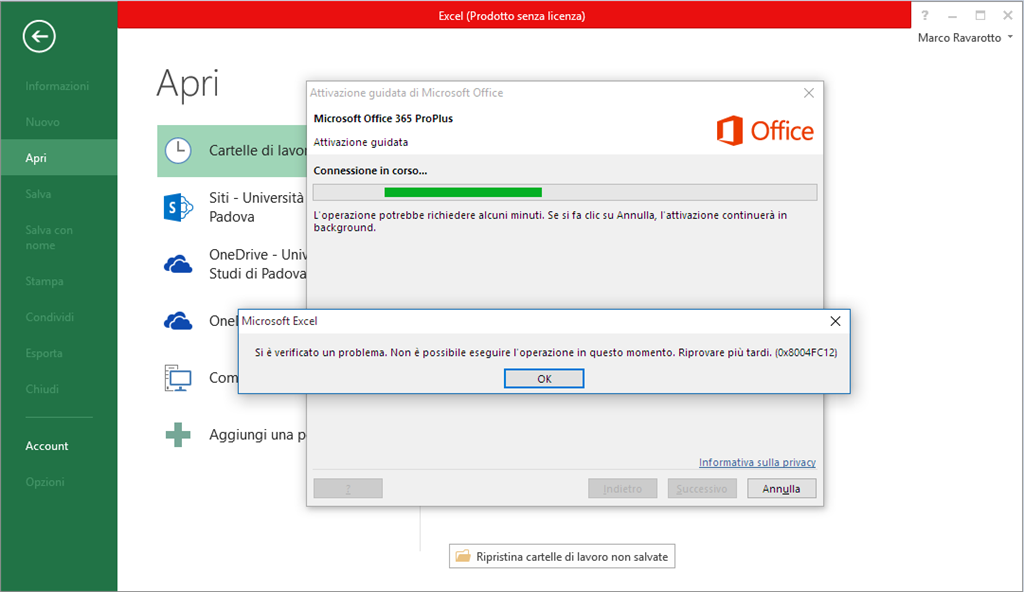 Excel (Prodotto senza licenza)
?
Marco Ravarotto
Informazioni
Nuovo
Apri
Salva
Salva con
nome
Stampa
Condividi
Esporta
Chiudi
Account
Opzioni
Apri
Cartelle di lavor
Siti - Università
Padova
OneDrive - Univ
Studi di Padova
OneD
Com
Aggiungi una p
Ripristina cartelle di lavoro non salvate
Attivazione guidata di Microsoft Office
Microsoft Office 365 ProPlus
Attivazione guidata
Office
Connessione in corso...
L'operazione potrebbe richiedere alcuni minuti. Se si fa clic su Annulla, l'attivazione continuerà in
background.
Microsoft Excel
Si è verificato un problema. Non è possibile eseguire l'operazione in questo momento. Riprovare più tardi. (0x8004FC12)
OK
Informativa sulla privacy
?
Indietro
Successivo
Annulla